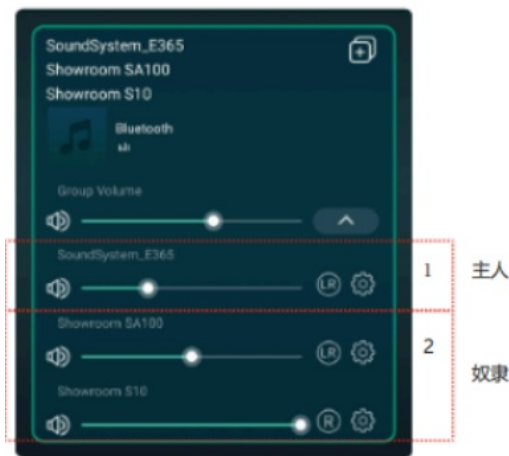 SoundSystem_E365
Showroom SA100
Showroom S10
Bluetooth
Group Volume
SoundSystem_E365
LR
1 主人
Showroom SA100
LR
2
奴隶
Showroom S10
R